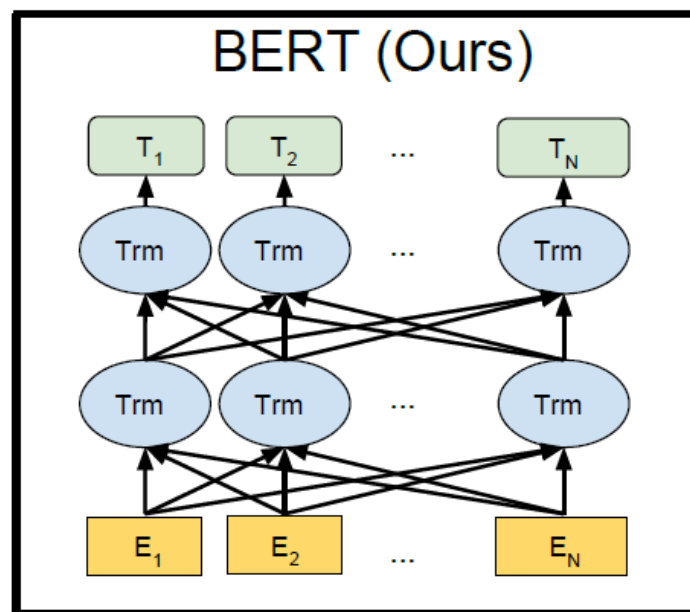 BERT (Ours)
T1 T2 ... TN
Trm Trm ... Trm
Trm Trm ... Trm
E1 E2 ... EN